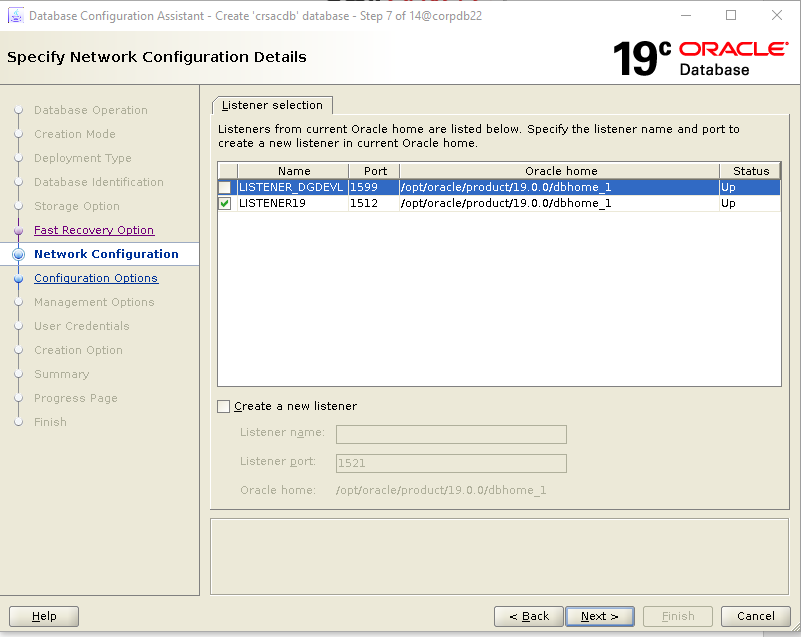 Database Configuration Assistant - Create 'crsacdb' database - Step 7 of 14@corpdb22
Specify Network Configuration Details
19c ORACLE
Database
Database Operation
Creation Mode
Deployment Type
Database Identification
Storage Option
Fast Recovery Option
Network Configuration
Configuration Options
Management Options
User Credentials
Creation Option
Summary
Progress Page
Finish
Listener selection
Listeners from current Oracle home are listed below. Specify the listener name and port to
create a new listener in current Oracle home.
Name Port Oracle home Status
LISTENER_DGDEVL 1599 /opt/oracle/product/19.0.0/dbhome_1 Up
LISTENER19 1512 /opt/oracle/product/19.0.0/dbhome_1 Up
Create a new listener
Listener name:
Listener port: 1521
Oracle home: /opt/oracle/product/19.0.0/dbhome_1
Help < Back Next > Finish Cancel